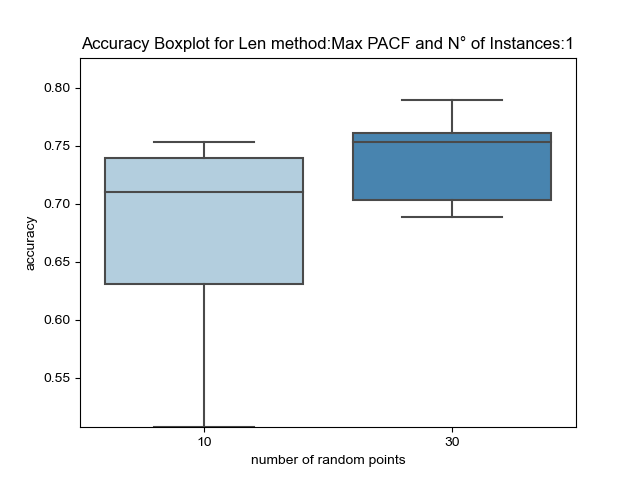 Accuracy Boxplot for Len method:Max PACF and N° of Instances:1
0.80
0.75
0.70
0.65
0.60
0.55
accuracy
10
30
number of random points